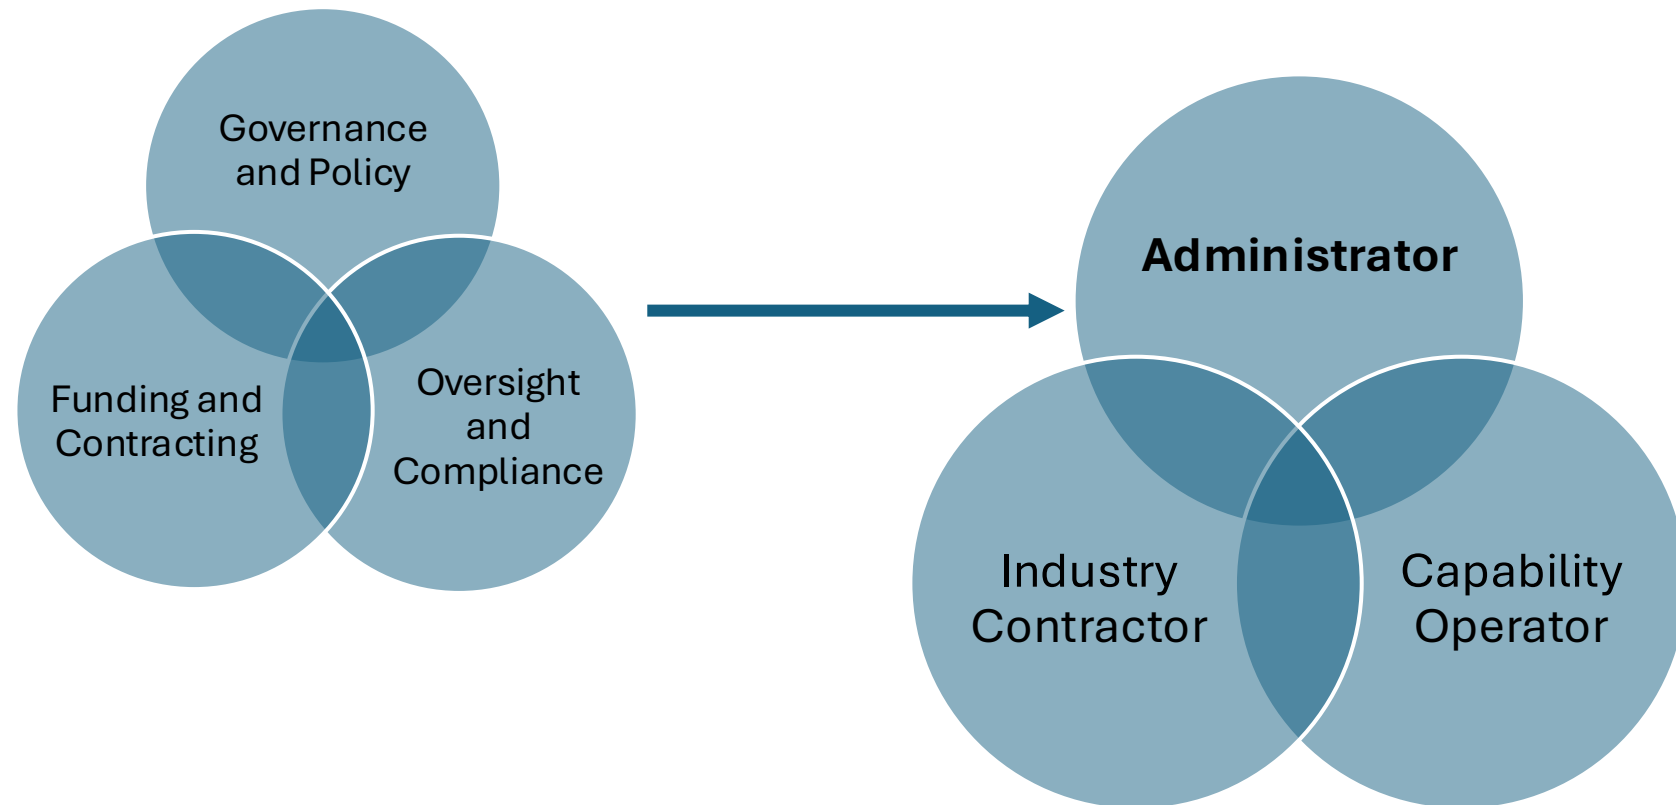 Governance
and Policy
Funding and
Contracting
Oversight
and
Compliance
Administrator
Industry
Contractor
Capability
Operator